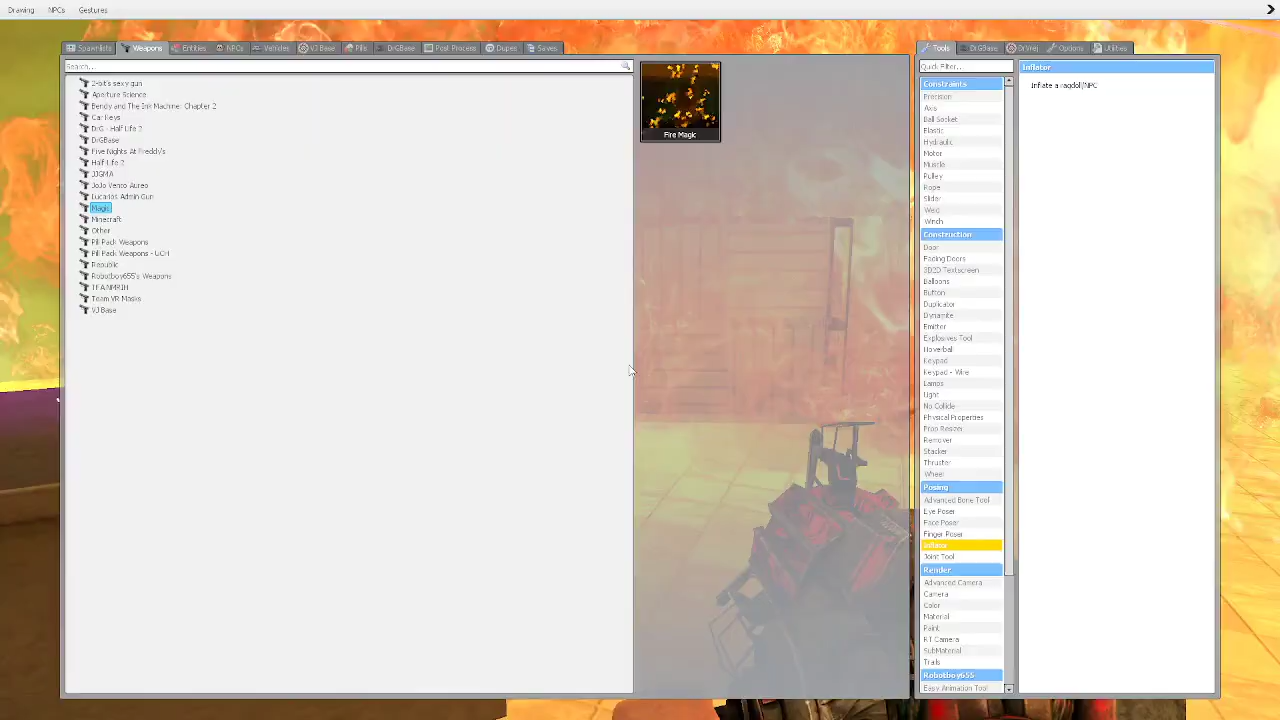 Drawing NPCs Gestures
Spawnlists Weapons Entities NPCs Vehicles VJ Base Pills DrGBase Post Process Dupes Saves
Search...
2-bit's sexy gun
Aperture Science
Bendy and The Ink Machine: Chapter 2
Car Keys
DrG - Half Life 2
DrGBase
Five Nights At Freddy's
Half-Life 2
JJGMA
JoJo Vento Aureo
Lucarios Admin Gun
Magic
Minecraft
Other
Pill Pack Weapons
Pill Pack Weapons - UCH
Republic
Robotboy655's Weapons
TFA NMRIH
Team VR Masks
VJ Base
Fire Magic
Tools DrGBase DrVrej Options Utilities
Quick Filter...
Constraints
Precision
Axis
Ball Socket
Elastic
Hydraulic
Motor
Muscle
Pulley
Rope
Slider
Weld
Winch
Construction
Door
Fading Doors
3D2D Textscreen
Balloons
Button
Duplicator
Dynamite
Emitter
Explosives Tool
Hoverball
Keypad
Keypad - Wire
Lamps
Light
No Collide
Physical Properties
Prop Resizer
Remover
Stacker
Thruster
Wheel
Posing
Advanced Bone Tool
Eye Poser
Face Poser
Finger Poser
Inflator
Joint Tool
Render
Advanced Camera
Camera
Color
Material
Paint
RT Camera
SubMaterial
Trails
Robotboy655
Easy Animation Tool
Inflator
Inflate a ragdoll/NPC